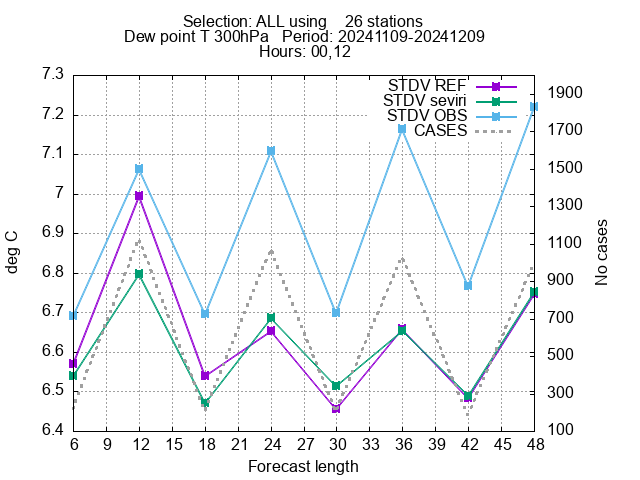 Selection: ALL using    26 stations
Dew point T 300hPa   Period: 20241109-20241209
Hours: 00,12
STDV REF
STDV seviri
STDV OBS
CASES
7.3
7.2
7.1
7
6.9
6.8
6.7
6.6
6.5
6.4
deg C
1900
1700
1500
1300
1100
900
700
500
300
100
No cases
6 9 12 15 18 21 24 27 30 33 36 39 42 45 48
Forecast length